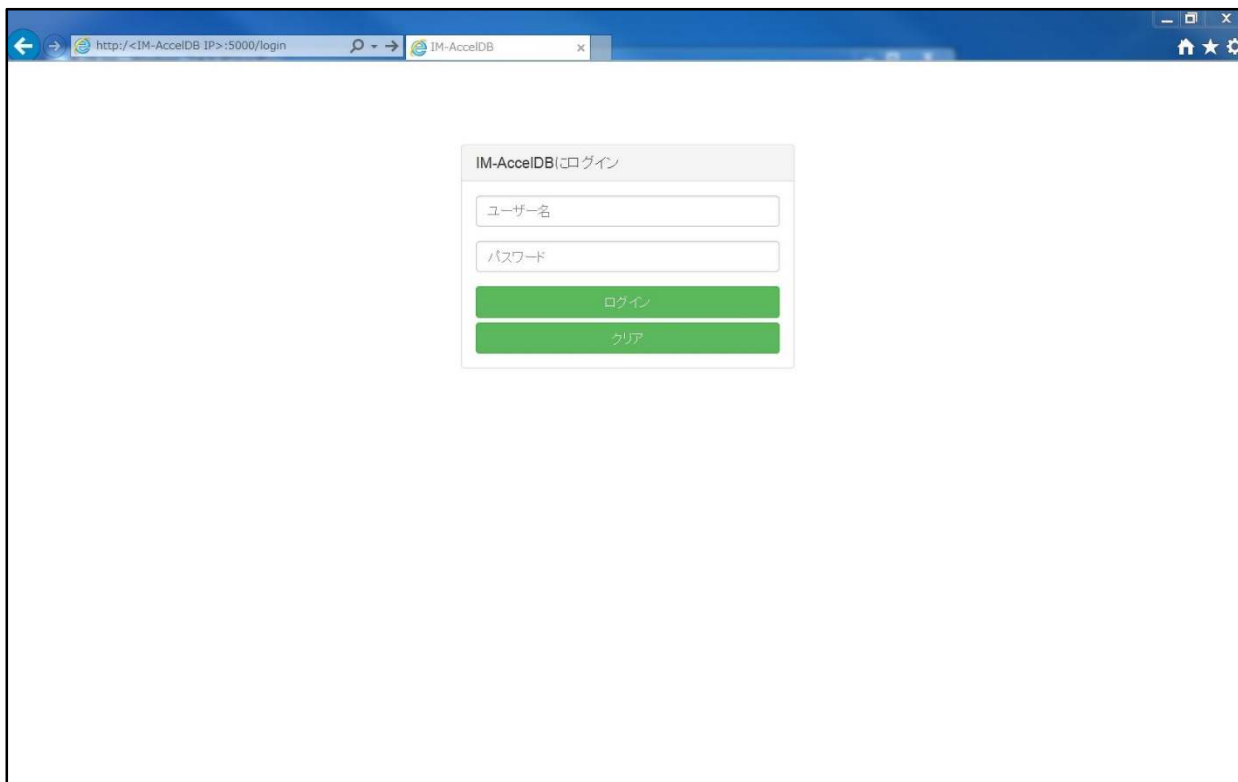 http://<IM-AccelDB IP>:5000/login
IM-AccelDB
IM-AccelDBにログイン
ユーザー名
パスワード
ログイン
クリア